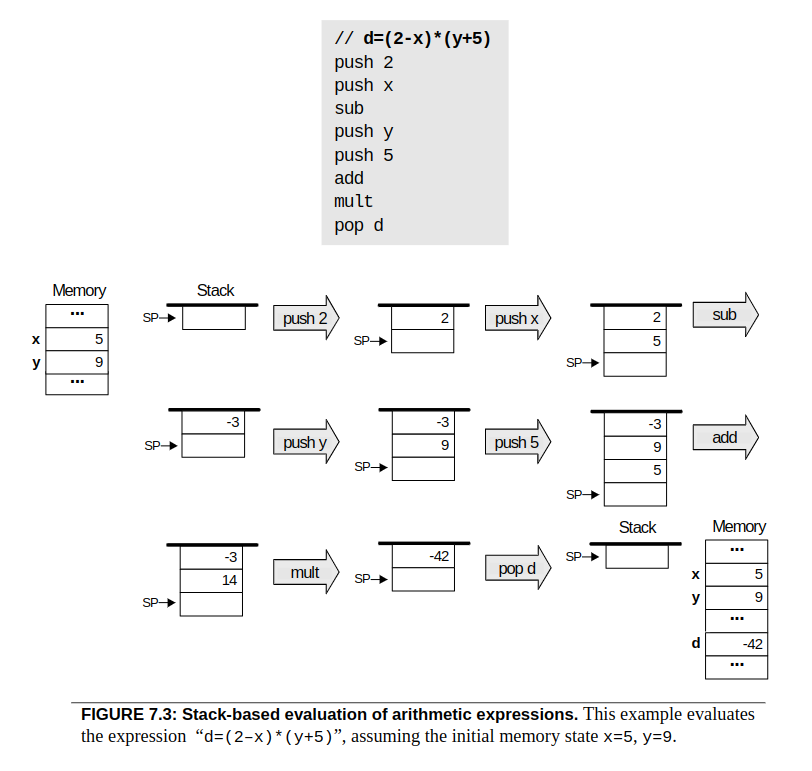 // d=(2-x)*(y+5)
push 2
push x
sub
push y
push 5
add
mult
pop d
Memory
...
x 5
y 9
...
Stack
SP
push 2
2
SP
push x
2
5
SP
sub
-3
SP
push y
-3
9
SP
push 5
-3
9
5
SP
add
-3
14
SP
mult
-42
SP
pop d
Stack
SP
Memory
...
x 5
y 9
...
d -42
...
FIGURE 7.3: Stack-based evaluation of arithmetic expressions. This example evaluates
the expression “d=(2–x)*(y+5)”, assuming the initial memory state x=5, y=9.